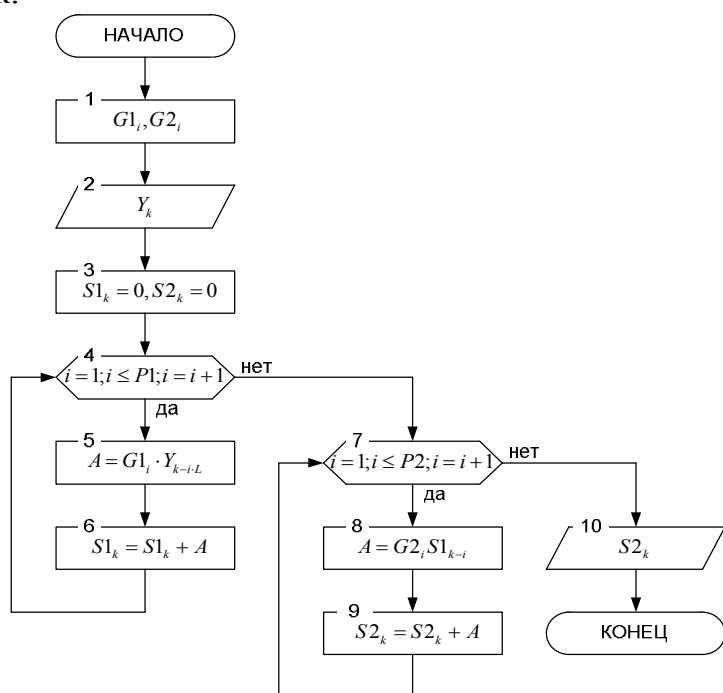 к.
НАЧАЛО
1
G1_i, G2_i
2
Y_k
3
S1_k = 0, S2_k = 0
4
i = 1; i ≤ P1; i = i + 1
нет
да
5
A = G1_i · Y_{k−i·L}
6
S1_k = S1_k + A
7
i = 1; i ≤ P2; i = i + 1
нет
да
8
A = G2_i S1_{k−i}
9
S2_k = S2_k + A
10
S2_k
КОНЕЦ